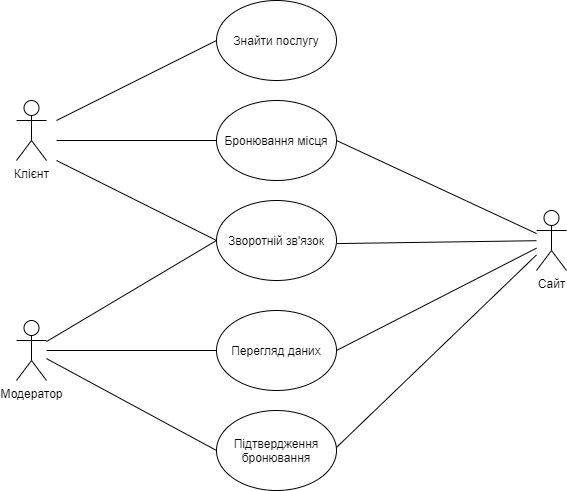 Знайти послугу
Бронювання місця
Клієнт
Зворотній зв'язок
Сайт
Перегляд даних
Модератор
Підтвердження
бронювання